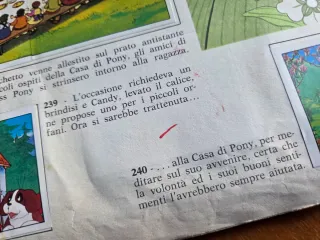 chetto venne allestito sul prato antistante
coli ospiti della Casa di Pony, gli amici di
ss Pony si strinsero intorno alla ragazza.
239 - L'occasione richiedeva un
brindisi e Candy, levato il calice,
ne propose uno per i piccoli or-
fani. Ora si sarebbe trattenuta...
240 - ... alla Casa di Pony, per me-
ditare sul suo avvenire, certa che
la volontà ed i suoi buoni senti-
menti l'avrebbero sempre aiutata.